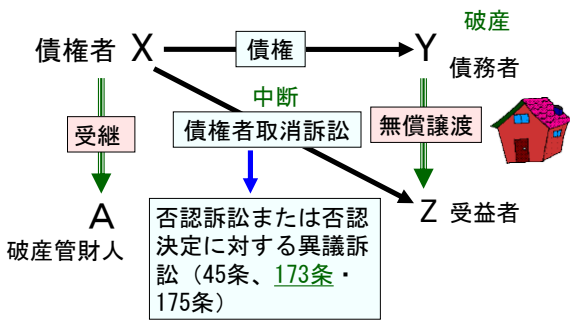 破産
債権者 X
債権
Y
債務者
中断
受継
債権者取消訴訟
無償譲渡
A
破産管財人
否認訴訟または否認
決定に対する異議訴
訟（45条、173条・
175条）
Z 受益者